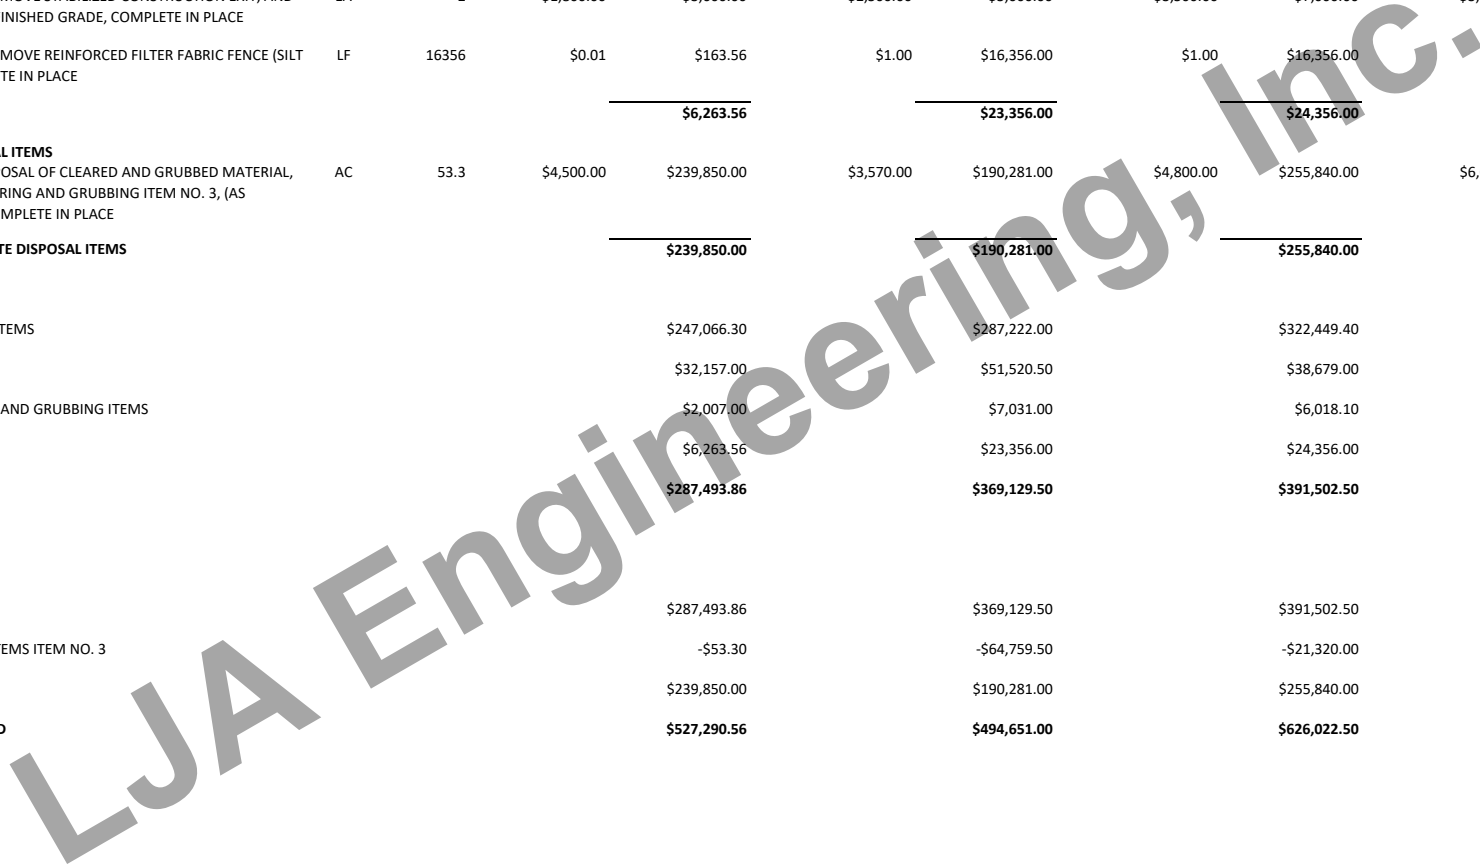 FINISHED GRADE, COMPLETE IN PLACE
MOVE REINFORCED FILTER FABRIC FENCE (SILT LF 16356 $0.01 $163.56 $1.00 $16,356.00 $1.00 $16,356.00
TE IN PLACE
$6,263.56 $23,356.00 $24,356.00
L ITEMS
OSAL OF CLEARED AND GRUBBED MATERIAL, AC 53.3 $4,500.00 $239,850.00 $3,570.00 $190,281.00 $4,800.00 $255,840.00 $6,
RING AND GRUBBING ITEM NO. 3, (AS
MPLETE IN PLACE
TE DISPOSAL ITEMS $239,850.00 $190,281.00 $255,840.00
TEMS $247,066.30 $287,222.00 $322,449.40
$32,157.00 $51,520.50 $38,679.00
AND GRUBBING ITEMS $2,007.00 $7,031.00 $6,018.10
$6,263.56 $23,356.00 $24,356.00
$287,493.86 $369,129.50 $391,502.50
$287,493.86 $369,129.50 $391,502.50
TEMS ITEM NO. 3 -$53.30 -$64,759.50 -$21,320.00
$239,850.00 $190,281.00 $255,840.00
D $527,290.56 $494,651.00 $626,022.50
LJA Engineering, Inc.